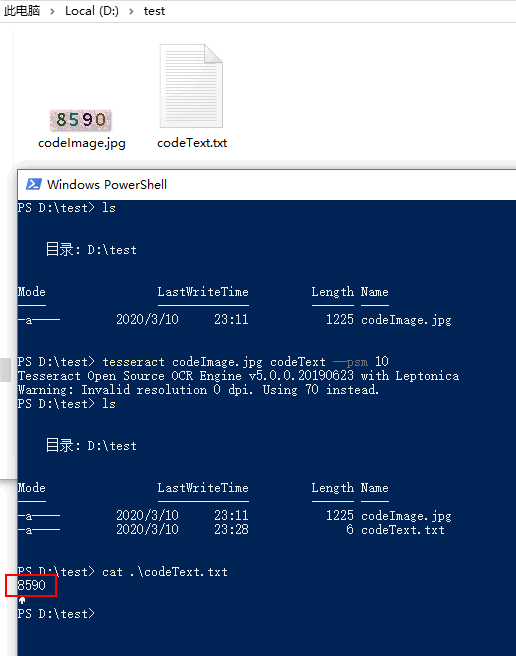 此电脑 > Local (D:) > test
8590
codeImage.jpg codeText.txt
Windows PowerShell
PS D:\test> ls
目录: D:\test
Mode LastWriteTime Length Name
---- ------------- ------ ----
-a---- 2020/3/10 23:11 1225 codeImage.jpg
PS D:\test> tesseract codeImage.jpg codeText --psm 10
Tesseract Open Source OCR Engine v5.0.0.20190623 with Leptonica
Warning: Invalid resolution 0 dpi. Using 70 instead.
PS D:\test> ls
目录: D:\test
Mode LastWriteTime Length Name
---- ------------- ------ ----
-a---- 2020/3/10 23:11 1225 codeImage.jpg
-a---- 2020/3/10 23:28 6 codeText.txt
PS D:\test> cat .\codeText.txt
8590
PS D:\test>